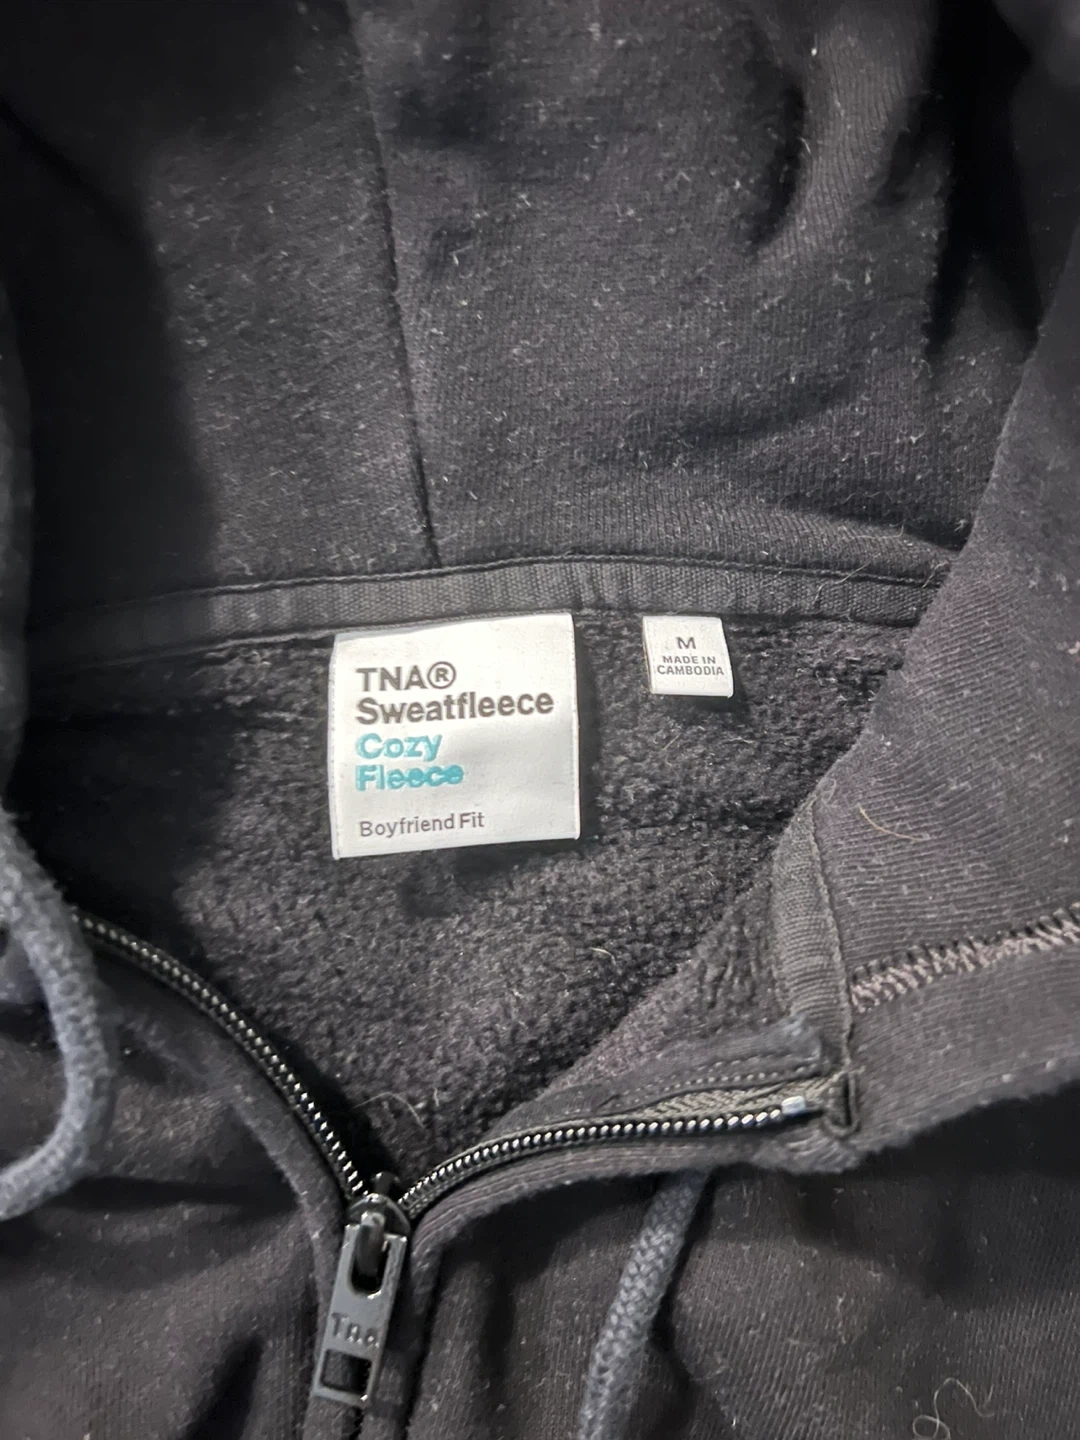 TNA®
Sweatfleece
Cozy
Fleece
Boyfriend Fit
M
MADE IN
CAMBODIA
Tna